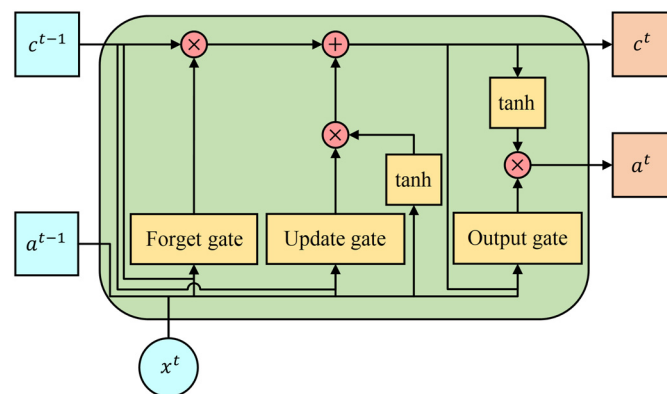 c^{t-1}
×
+
c^t
tanh
×
×
a^t
tanh
a^{t-1}
Forget gate
Update gate
Output gate
x^t